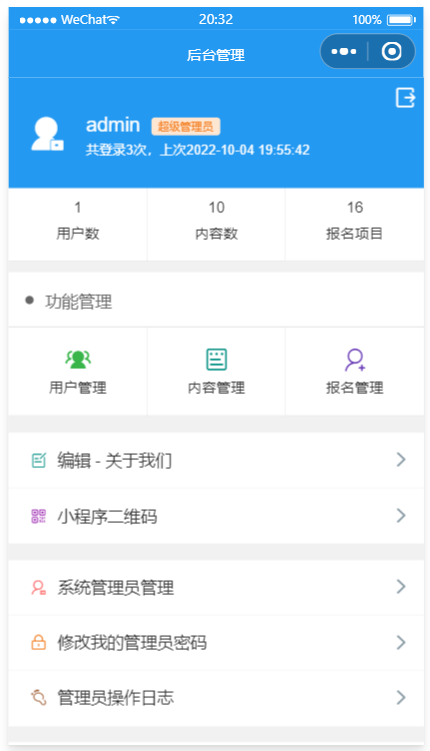 WeChat 20:32 100%
后台管理
admin 超级管理员
共登录3次，上次2022-10-04 19:55:42
1 10 16
用户数 内容数 报名项目
功能管理
用户管理 内容管理 报名管理
编辑 - 关于我们
小程序二维码
系统管理员管理
修改我的管理员密码
管理员操作日志